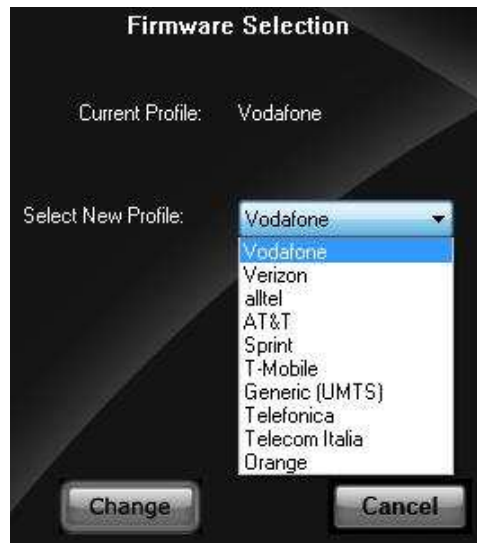 Firmware Selection
Current Profile: Vodafone
Select New Profile: Vodafone
Vodafone
Verizon
alltel
AT&T
Sprint
T-Mobile
Generic (UMTS)
Telefonica
Telecom Italia
Orange
Change Cancel